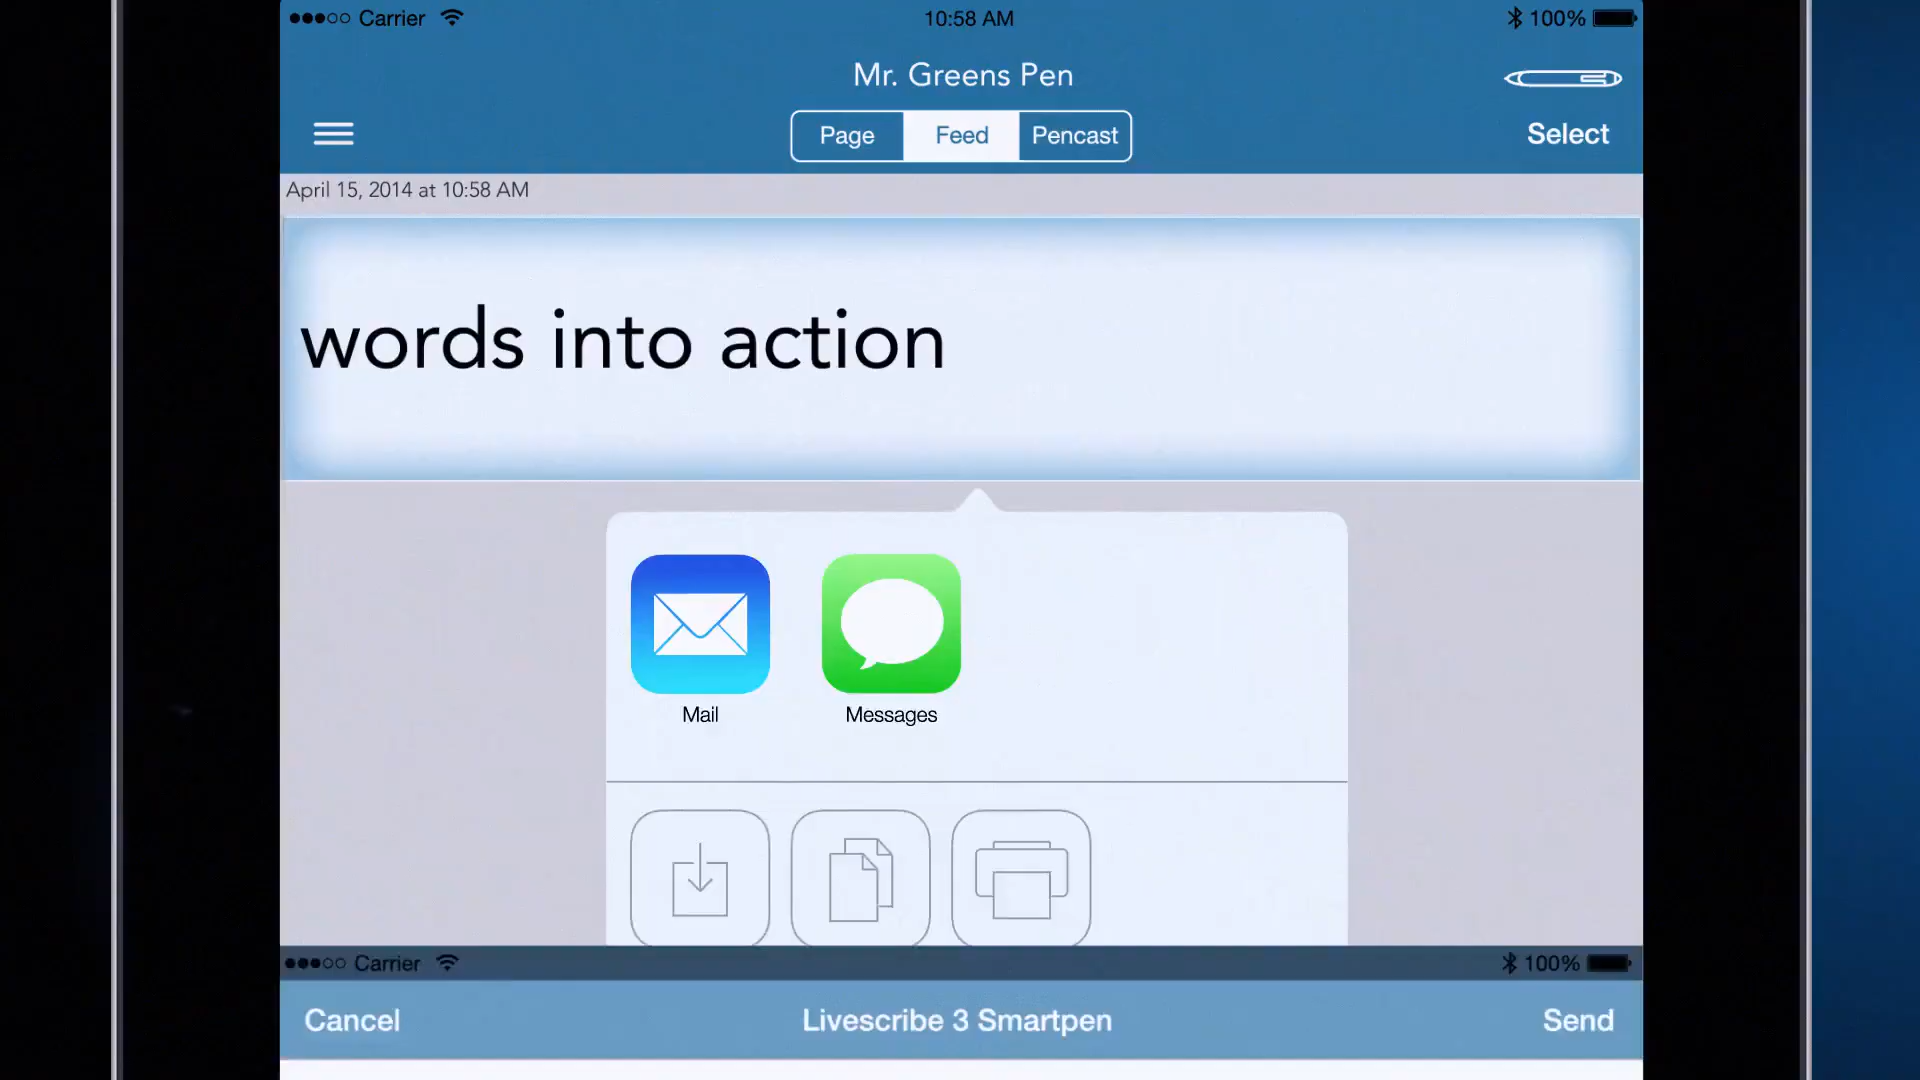 Carrier 10:58 AM 100%
Mr. Greens Pen
Page Feed Pencast Select
April 15, 2014 at 10:58 AM
words into action
Mail Messages
Carrier 100%
Cancel Livescribe 3 Smartpen Send